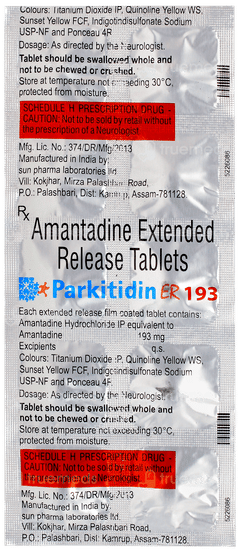 Colours: Titanium Dioxide IP, Quinoline Yellow WS,
Sunset Yellow FCF, Indigotindisulfonate Sodium
USP-NF and Ponceau 4R
Dosage: As directed by the Neurologist.
Tablet should be swallowed whole and
not to be chewed or crushed.
Store at temperature not exceeding 30°C,
protected from moisture.
SCHEDULE H PRESCRIPTION DRUG -
CAUTION: Not to be sold by retail without
the prescription of a Neurologist.
Mfg. Lic. No.: 374/DR/Mfg/2013
Manufactured in India by:
sun pharma laboratories ltd.
Vill: Kokjhar, Mirza Palashbari Road,
P.O.: Palashbari, Dist: Kamrup, Assam-781128.
5226086
Rx
Amantadine Extended
Release Tablets
Parkitidin ER 193
Each extended release film coated tablet contains:
Amantadine Hydrochloride IP equivalent to
Amantadine 193 mg
Excipients q.s.
Colours: Titanium Dioxide IP, Quinoline Yellow WS,
Sunset Yellow FCF, Indigotindisulfonate Sodium
USP-NF and Ponceau 4R
Dosage: As directed by the Neurologist.
Tablet should be swallowed whole and
not to be chewed or crushed.
Store at temperature not exceeding 30°C,
protected from moisture.
SCHEDULE H PRESCRIPTION DRUG -
CAUTION: Not to be sold by retail without
the prescription of a Neurologist.
Mfg. Lic. No.: 374/DR/Mfg/2013
Manufactured in India by:
sun pharma laboratories ltd.
Vill: Kokjhar, Mirza Palashbari Road,
P.O.: Palashbari, Dist: Kamrup, Assam-781128.
5226086